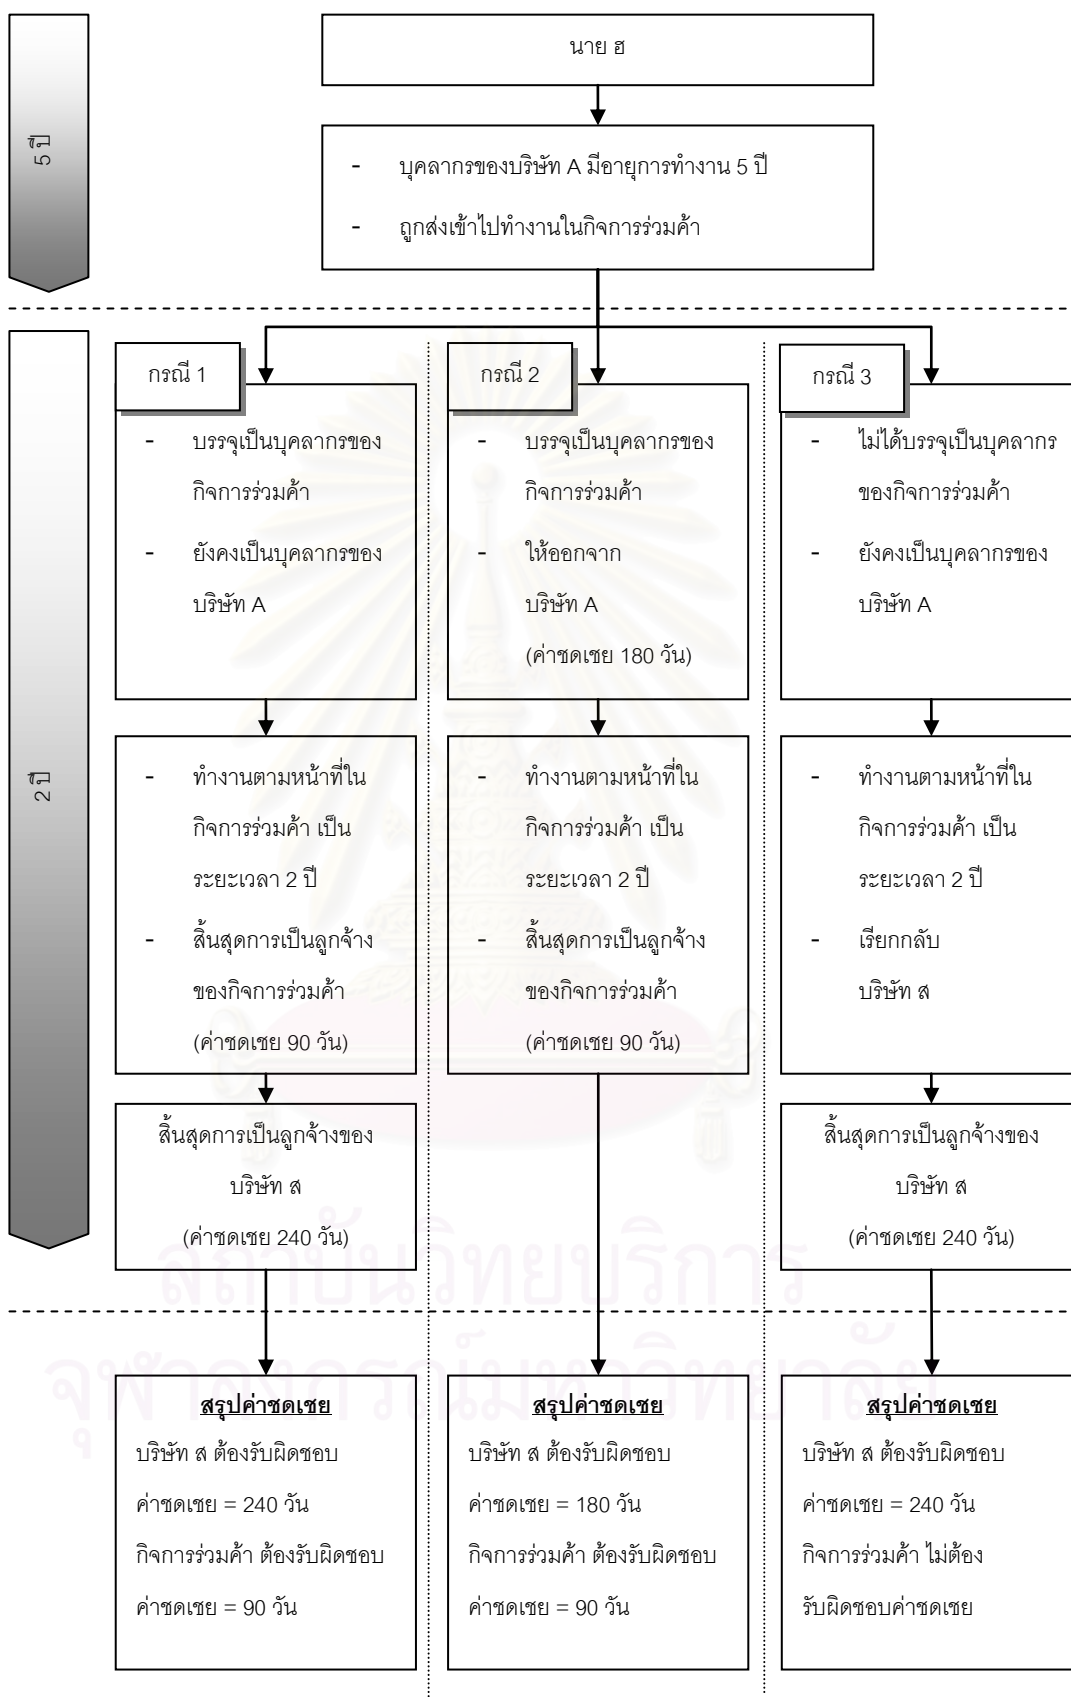 5 ปี
นาย ฮ
- บุคลากรของบริษัท A มีอายุการทำงาน 5 ปี
- ถูกส่งเข้าไปทำงานในกิจการร่วมค้า
2 ปี
กรณี 1
- บรรจุเป็นบุคลากรของ
กิจการร่วมค้า
- ยังคงเป็นบุคลากรของ
บริษัท A
- ทำงานตามหน้าที่ใน
กิจการร่วมค้า เป็น
ระยะเวลา 2 ปี
- สิ้นสุดการเป็นลูกจ้าง
ของกิจการร่วมค้า
(ค่าชดเชย 90 วัน)
สิ้นสุดการเป็นลูกจ้างของ
บริษัท ส
(ค่าชดเชย 240 วัน)
สรุปค่าชดเชย
บริษัท ส ต้องรับผิดชอบ
ค่าชดเชย = 240 วัน
กิจการร่วมค้า ต้องรับผิดชอบ
ค่าชดเชย = 90 วัน
กรณี 2
- บรรจุเป็นบุคลากรของ
กิจการร่วมค้า
- ให้ออกจาก
บริษัท A
(ค่าชดเชย 180 วัน)
- ทำงานตามหน้าที่ใน
กิจการร่วมค้า เป็น
ระยะเวลา 2 ปี
- สิ้นสุดการเป็นลูกจ้าง
ของกิจการร่วมค้า
(ค่าชดเชย 90 วัน)
สรุปค่าชดเชย
บริษัท ส ต้องรับผิดชอบ
ค่าชดเชย = 180 วัน
กิจการร่วมค้า ต้องรับผิดชอบ
ค่าชดเชย = 90 วัน
กรณี 3
- ไม่ได้บรรจุเป็นบุคลากร
ของกิจการร่วมค้า
- ยังคงเป็นบุคลากรของ
บริษัท A
- ทำงานตามหน้าที่ใน
กิจการร่วมค้า เป็น
ระยะเวลา 2 ปี
- เรียกกลับ
บริษัท ส
สิ้นสุดการเป็นลูกจ้างของ
บริษัท ส
(ค่าชดเชย 240 วัน)
สรุปค่าชดเชย
บริษัท ส ต้องรับผิดชอบ
ค่าชดเชย = 240 วัน
กิจการร่วมค้า ไม่ต้อง
รับผิดชอบค่าชดเชย
สถาบันวิทยบริการ
จุฬาลงกรณ์มหาวิทยาลัย